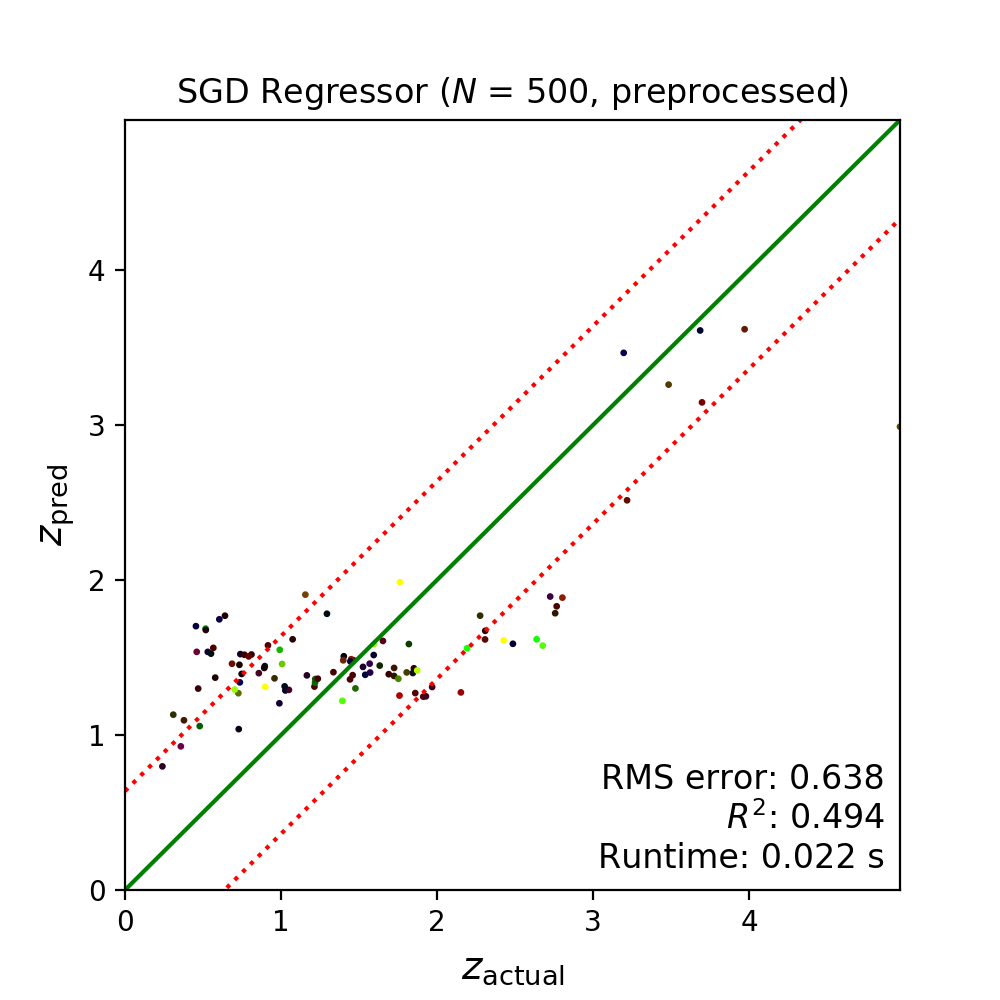 SGD Regressor (N = 500, preprocessed)
4
3
2
1
0
z_pred
RMS error: 0.638
R²: 0.494
Runtime: 0.022 s
0 1 2 3 4
z_actual